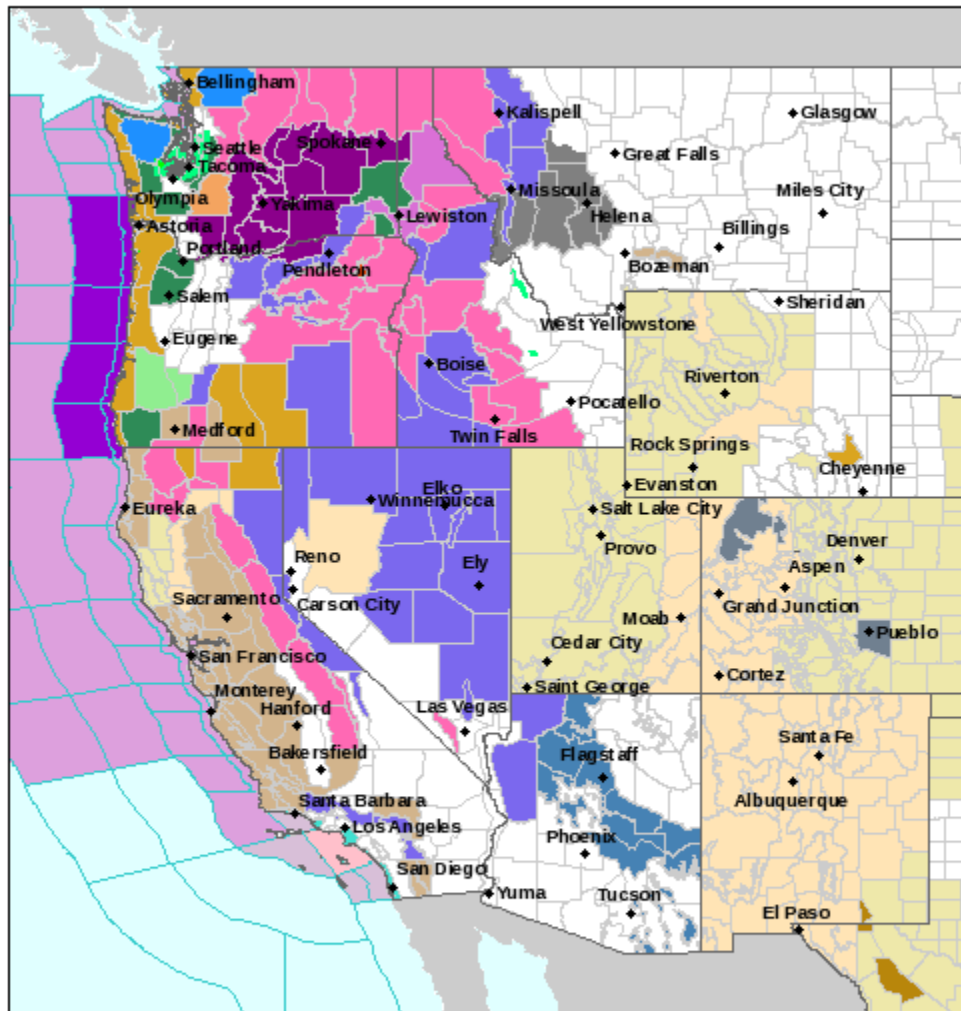 Bellingham
Kalispell
Glasgow
Spokane
Seattle
Great Falls
Tacoma
Olympia
Missoula
Miles City
Yakima
Helena
Lewiston
Astoria
Billings
Portland
Pendleton
Bozeman
Salem
Sheridan
West Yellowstone
Eugene
Boise
Riverton
Pocatello
Medford
Twin Falls
Rock Springs
Cheyenne
Elko
Evanston
Winnemucca
Eureka
Salt Lake City
Provo
Denver
Reno
Ely
Aspen
Sacramento
Carson City
Grand Junction
Moab
Pueblo
San Francisco
Cedar City
Cortez
Monterey
Saint George
Hanford
Las Vegas
Santa Fe
Bakersfield
Flagstaff
Albuquerque
Santa Barbara
Los Angeles
Phoenix
San Diego
Yuma
Tucson
El Paso